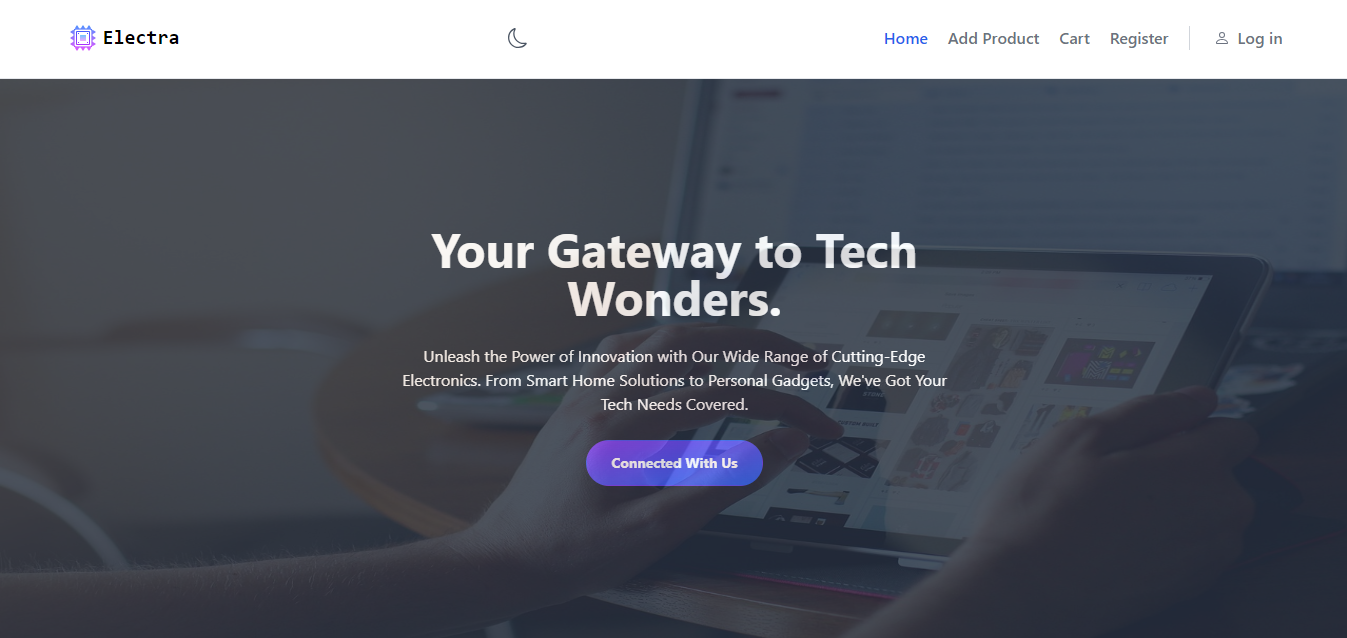 Electra
Home Add Product Cart Register Log in
Your Gateway to Tech
Wonders.
Unleash the Power of Innovation with Our Wide Range of Cutting-Edge
Electronics. From Smart Home Solutions to Personal Gadgets, We've Got Your
Tech Needs Covered.
Connected With Us